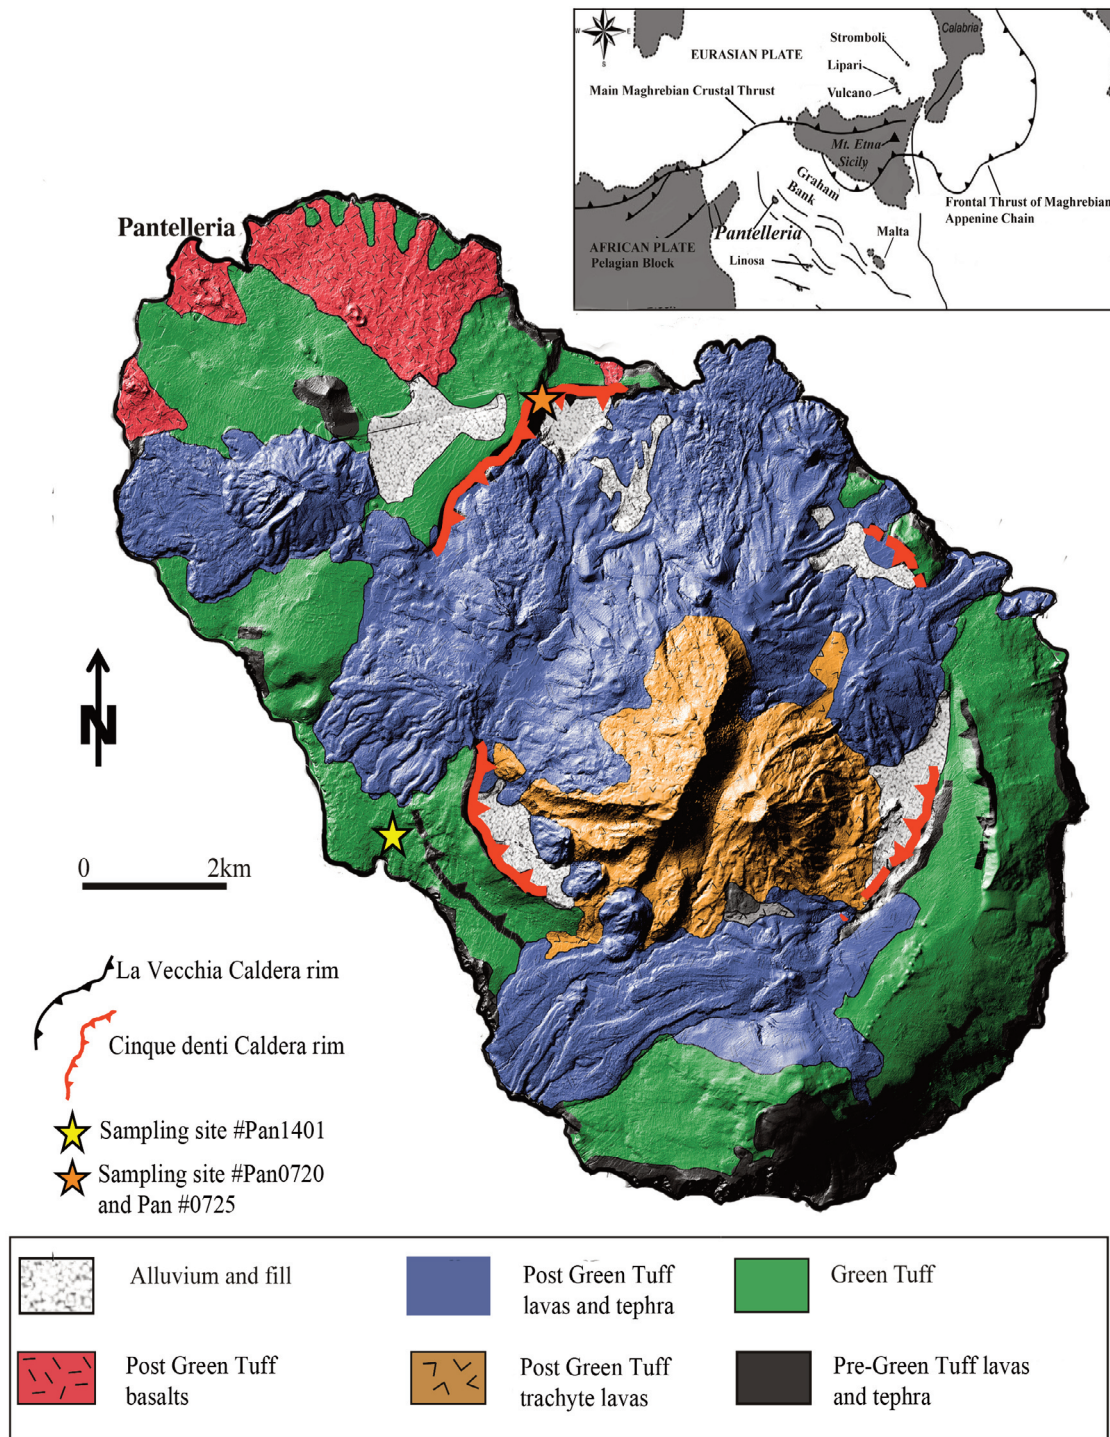 N
W
E
S
EURASIAN PLATE
Stromboli
Calabria
Lipari
Vulcano
Main Maghrebian Crustal Thrust
Mt. Etna
Sicily
Graham
Bank
Frontal Thrust of Maghrebian
Appenine Chain
AFRICAN PLATE
Pelagian Block
Pantelleria
Malta
Linosa
Pantelleria
N
0 2km
La Vecchia Caldera rim
Cinque denti Caldera rim
Sampling site #Pan1401
Sampling site #Pan0720
and Pan #0725
Alluvium and fill
Post Green Tuff
lavas and tephra
Green Tuff
Post Green Tuff
basalts
Post Green Tuff
trachyte lavas
Pre-Green Tuff lavas
and tephra